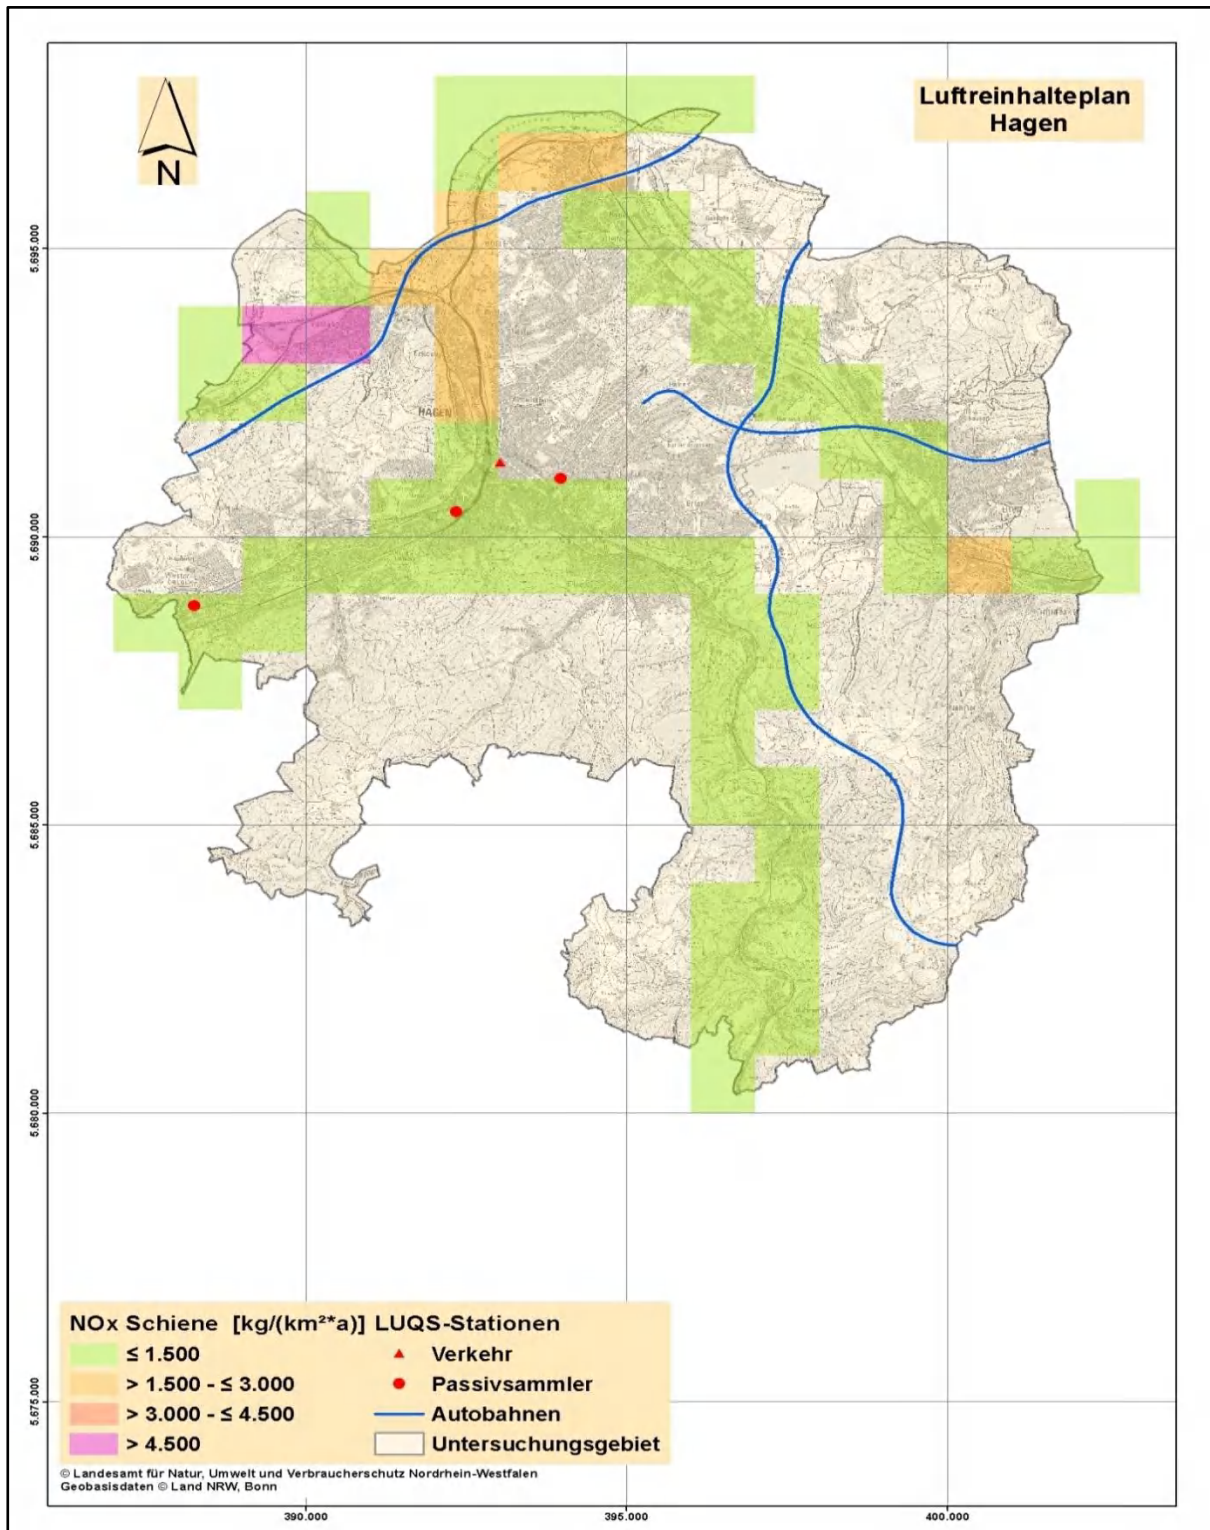 Luftreinhalteplan
Hagen
N
5.695.000
HAGEN
5.690.000
5.685.000
5.680.000
5.675.000
NOx Schiene [kg/(km²*a)]
≤ 1.500
> 1.500 - ≤ 3.000
> 3.000 - ≤ 4.500
> 4.500
LUQS-Stationen
Verkehr
Passivsammler
Autobahnen
Untersuchungsgebiet
© Landesamt für Natur, Umwelt und Verbraucherschutz Nordrhein-Westfalen
Geobasisdaten © Land NRW, Bonn
390.000
395.000
400.000